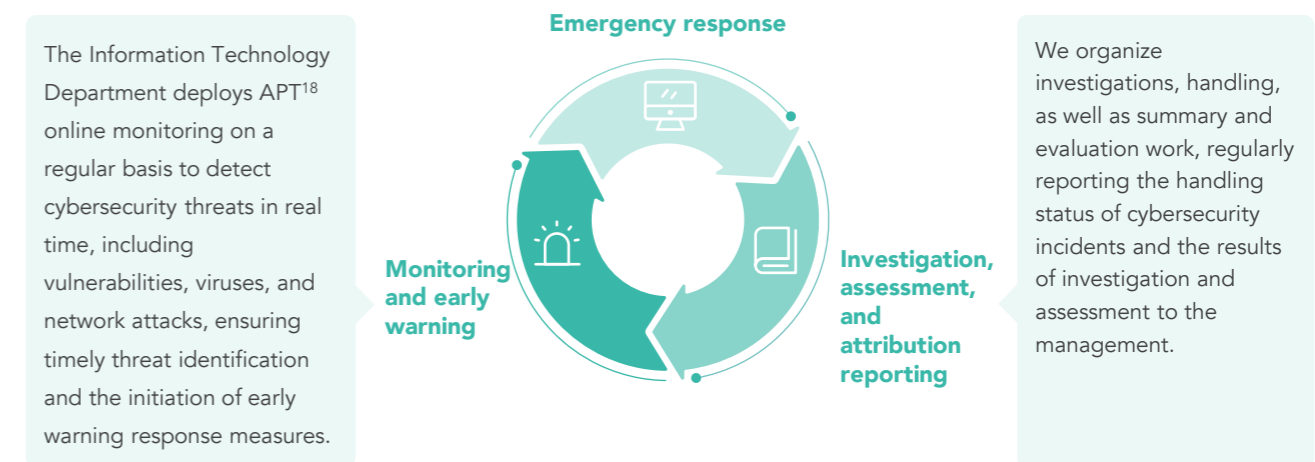 Emergency response
The Information Technology
Department deploys APT18
online monitoring on a
regular basis to detect
cybersecurity threats in real
time, including
vulnerabilities, viruses, and
network attacks, ensuring
timely threat identification
and the initiation of early
warning response measures.
Monitoring
and early
warning
Investigation,
assessment,
and
attribution
reporting
We organize
investigations, handling,
as well as summary and
evaluation work, regularly
reporting the handling
status of cybersecurity
incidents and the results
of investigation and
assessment to the
management.